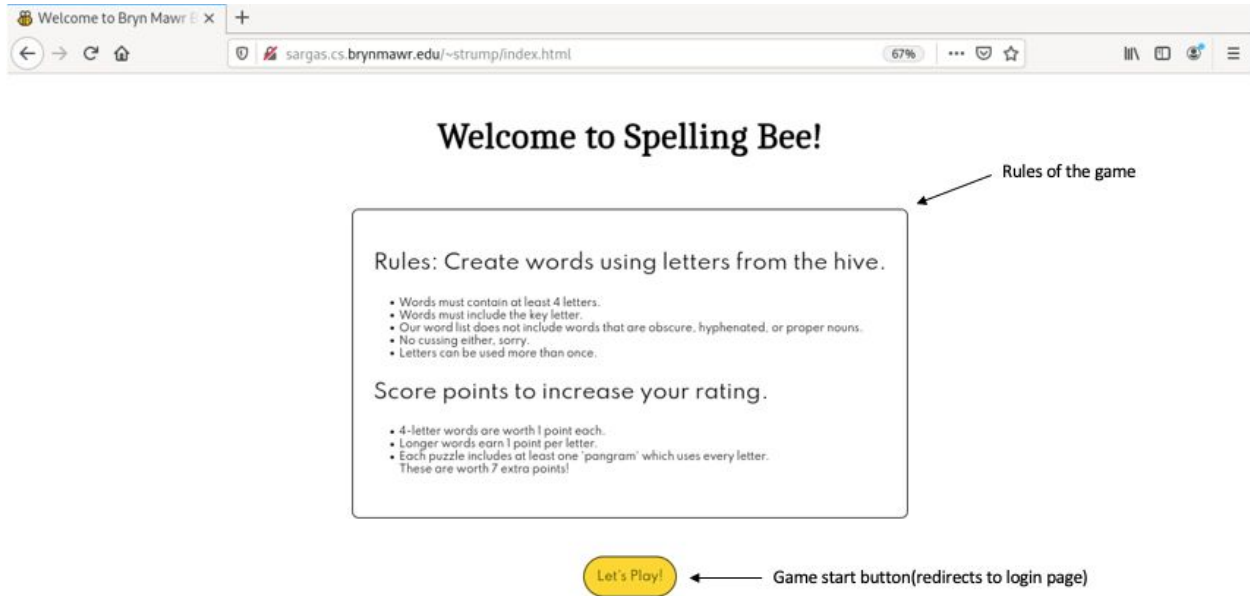 Welcome to Bryn Mawr B
sargas.cs.brynmawr.edu/~strump/index.html
67%
Welcome to Spelling Bee!
Rules of the game
Rules: Create words using letters from the hive.
• Words must contain at least 4 letters.
• Words must include the key letter.
• Our word list does not include words that are obscure, hyphenated, or proper nouns.
• No cussing either, sorry.
• Letters can be used more than once.
Score points to increase your rating.
• 4-letter words are worth 1 point each.
• Longer words earn 1 point per letter.
• Each puzzle includes at least one 'pangram' which uses every letter.
These are worth 7 extra points!
Let's Play!
Game start button(redirects to login page)